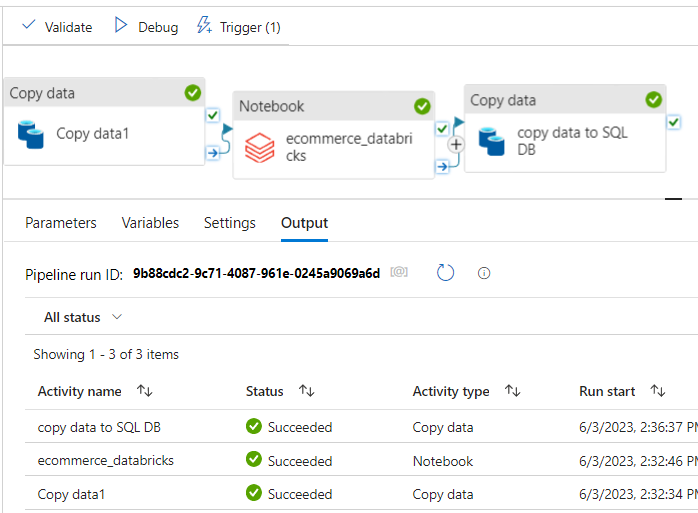 Validate Debug Trigger (1)
Copy data
Copy data1
Notebook
ecommerce_databri
cks
Copy data
copy data to SQL
DB
Parameters Variables Settings Output
Pipeline run ID: 9b88cdc2-9c71-4087-961e-0245a9069a6d [@]
All status
Showing 1 - 3 of 3 items
Activity name Status Activity type Run start
copy data to SQL DB Succeeded Copy data 6/3/2023, 2:36:37 P
ecommerce_databricks Succeeded Notebook 6/3/2023, 2:32:46 P
Copy data1 Succeeded Copy data 6/3/2023, 2:32:34 P